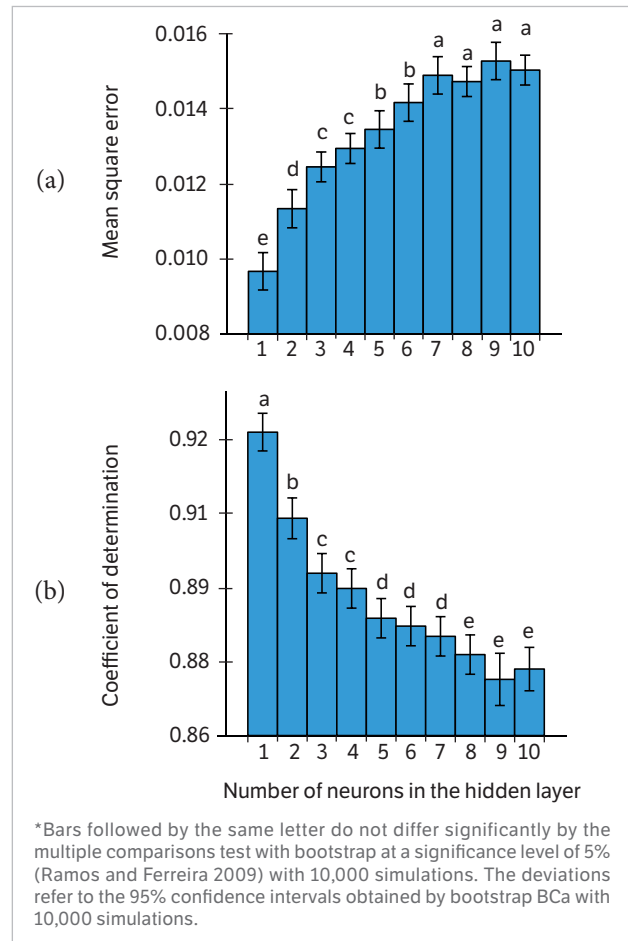 (a)
Mean square error
0.016
0.014
0.012
0.010
0.008
e d c c b b a a a a
1 2 3 4 5 6 7 8 9 10
(b)
Coefficient of determination
0.92
0.91
0.89
0.88
0.86
a b c c d d d e e e
1 2 3 4 5 6 7 8 9 10
Number of neurons in the hidden layer
*Bars followed by the same letter do not differ significantly by the
multiple comparisons test with bootstrap at a significance level of 5%
(Ramos and Ferreira 2009) with 10,000 simulations. The deviations
refer to the 95% confidence intervals obtained by bootstrap BCa with
10,000 simulations.